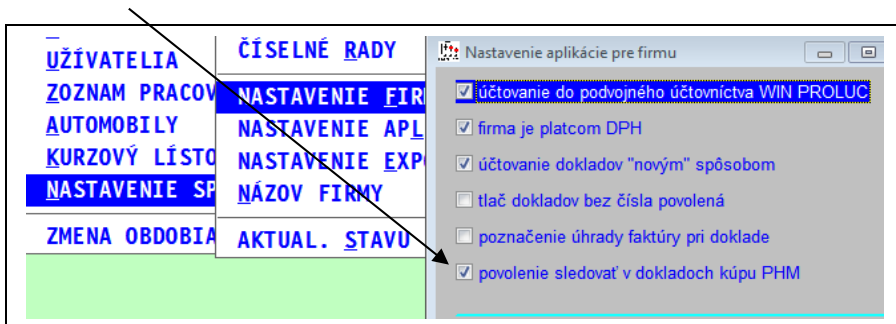 UŽÍVATELIA
ZOZNAM PRACOV
AUTOMOBILY
KURZOVÝ LÍSTO
NASTAVENIE SP
ZMENA OBDOBIA
ČÍSELNÉ RADY
NASTAVENIE FIR
NASTAVENIE APL
NASTAVENIE EXP
NÁZOV FIRMY
AKTUAL. STAVU
Nastavenie aplikácie pre firmu
účtovanie do podvojného účtovníctva WIN PROLUC
firma je platcom DPH
účtovanie dokladov "novým" spôsobom
tlač dokladov bez čísla povolená
poznačenie úhrady faktúry pri doklade
povolenie sledovať v dokladoch kúpu PHM